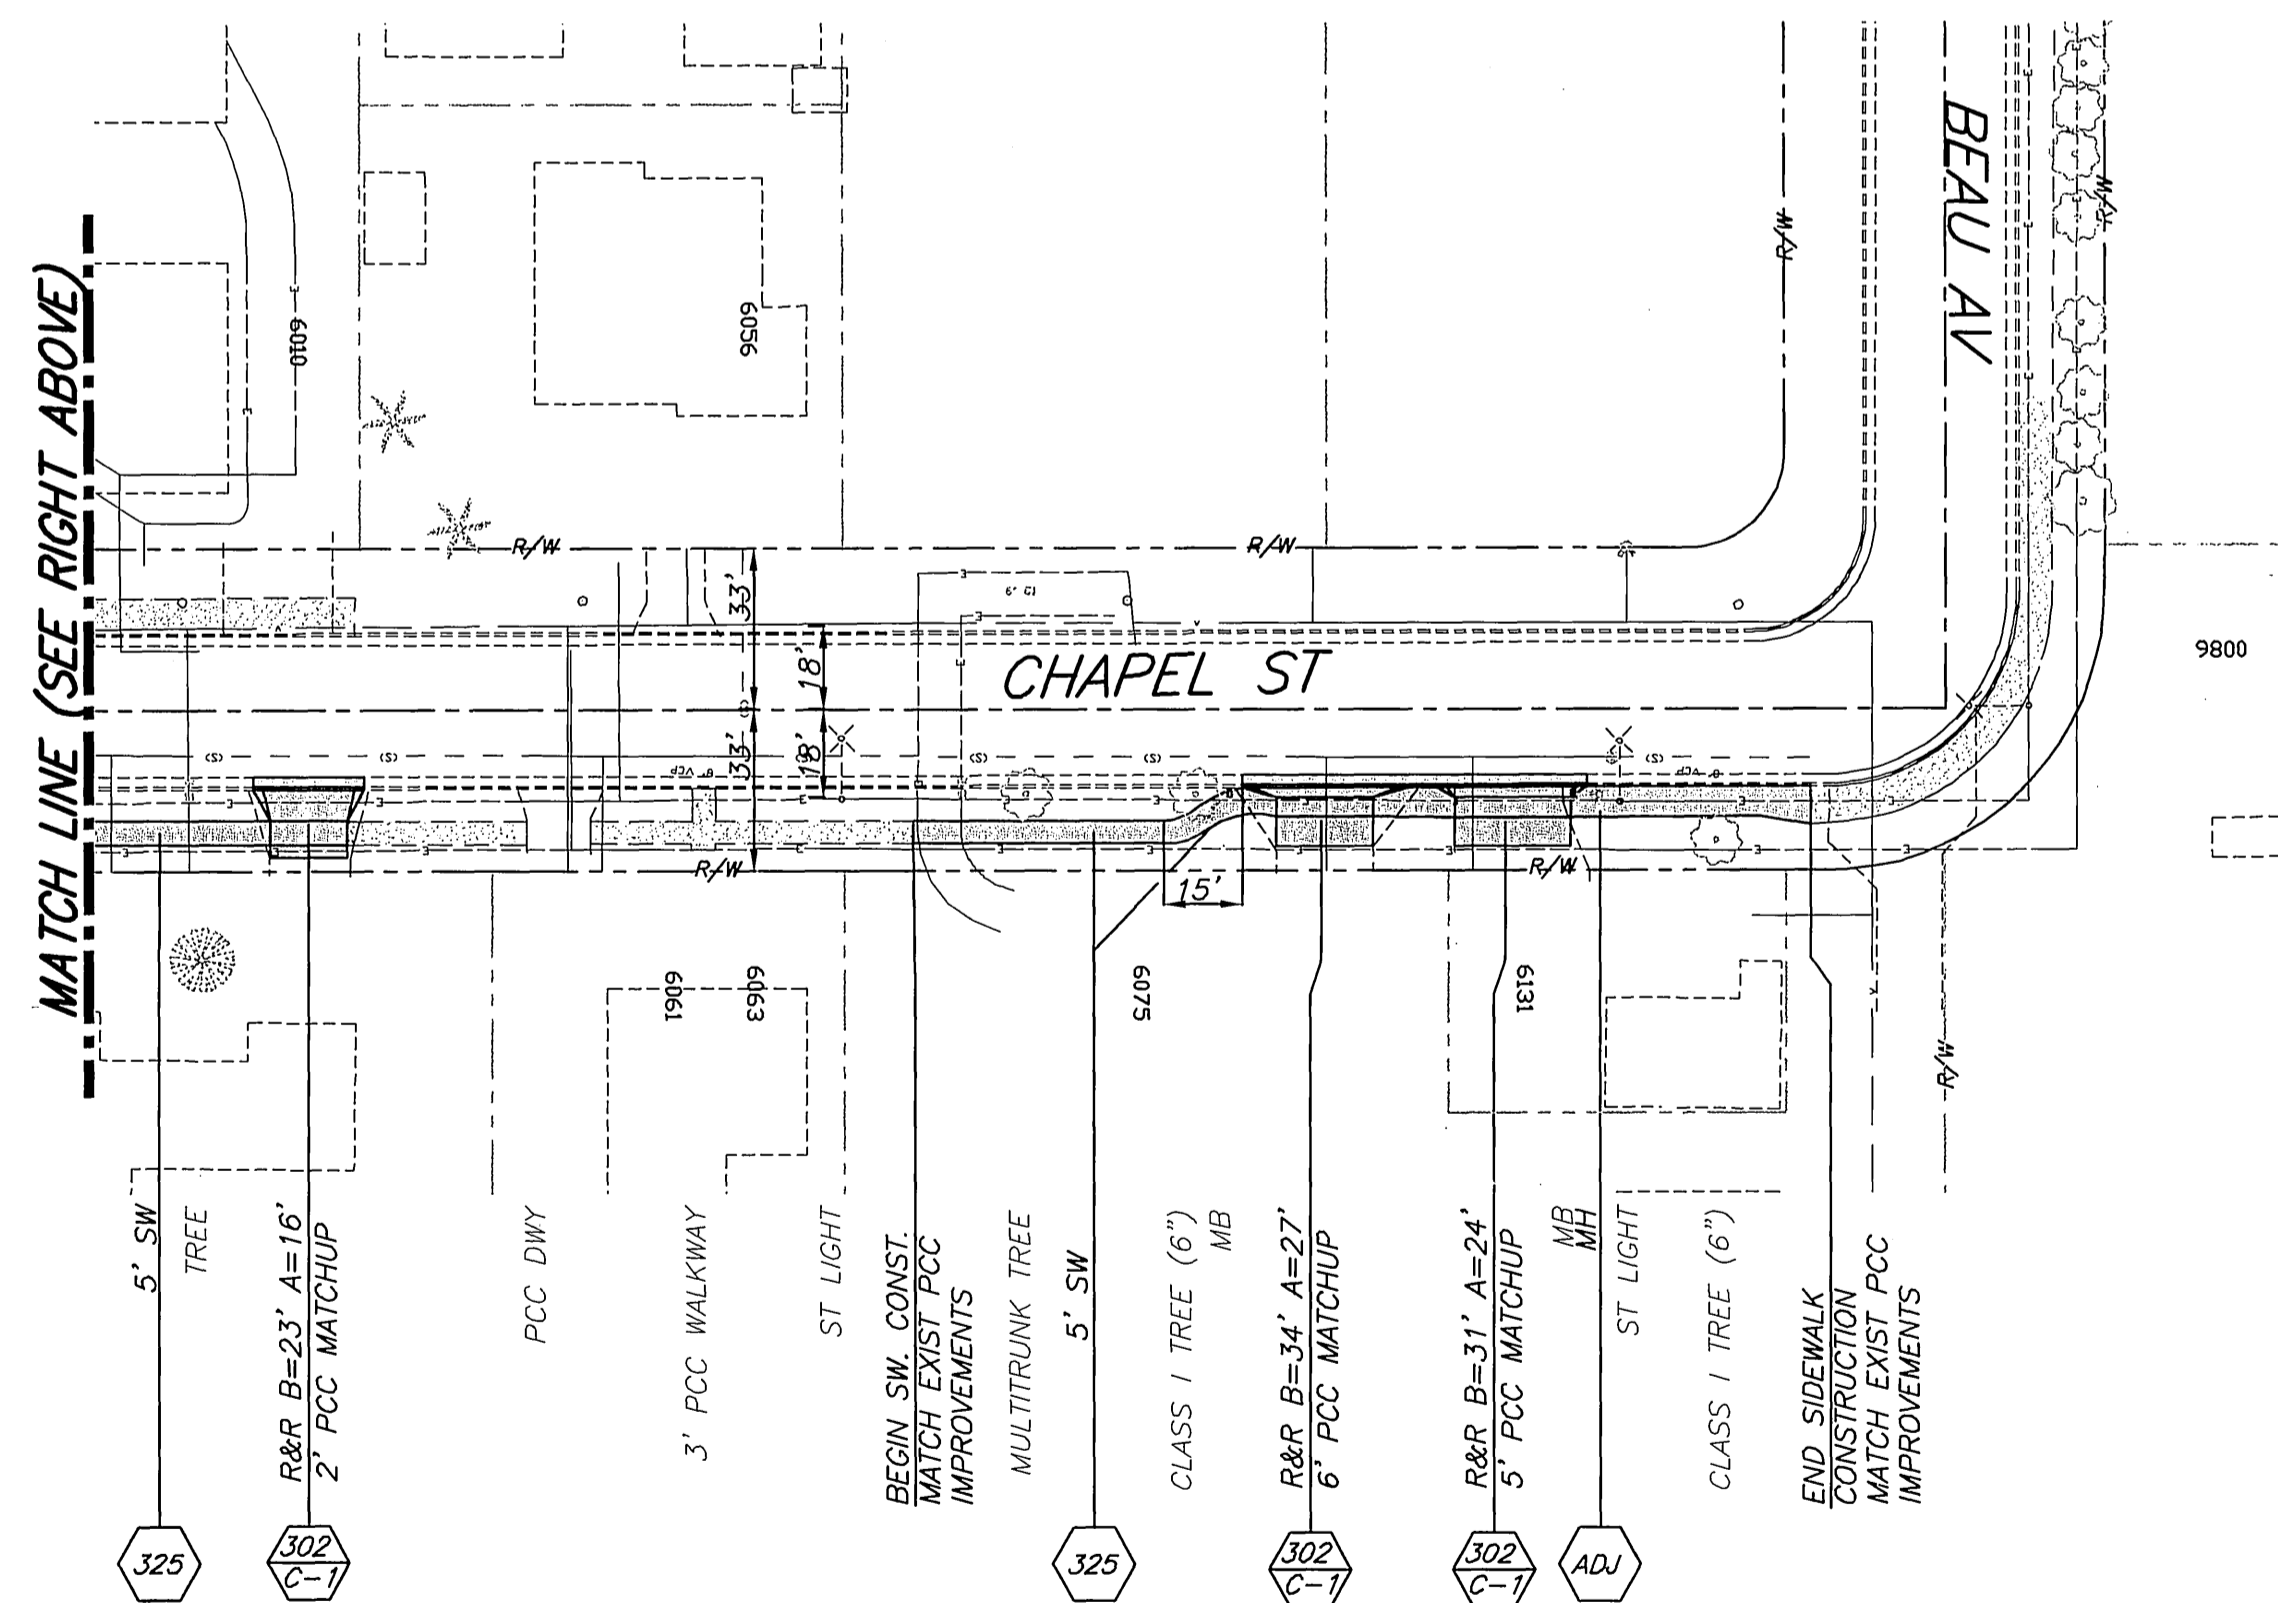 MATCH LINE (SEE RIGHT ABOVE)
BEAU AV
R/W
R/W
6010
6056
R/W
R/W
33'
18'
CHAPEL ST
9800
33'
18'
(S)
(S)
(S)
(S)
(S)
(S)
8" VCP
8" VCP
R/W
R/W
15'
6061
6063
6075
6131
R/W
5' SW
TREE
R&R B=23' A=16'
2' PCC MATCHUP
PCC DWY
3' PCC WALKWAY
ST LIGHT
BEGIN SW. CONST.
MATCH EXIST PCC
IMPROVEMENTS
MULTITRUNK TREE
5' SW
CLASS I TREE (6")
MB
R&R B=34' A=27'
6' PCC MATCHUP
R&R B=31' A=24'
5' PCC MATCHUP
MB
MH
ST LIGHT
CLASS I TREE (6")
END SIDEWALK
CONSTRUCTION
MATCH EXIST PCC
IMPROVEMENTS
325
302
C-1
325
302
C-1
302
C-1
ADJ